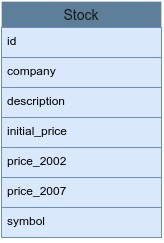 Stock
id
company
description
initial_price
price_2002
price_2007
symbol